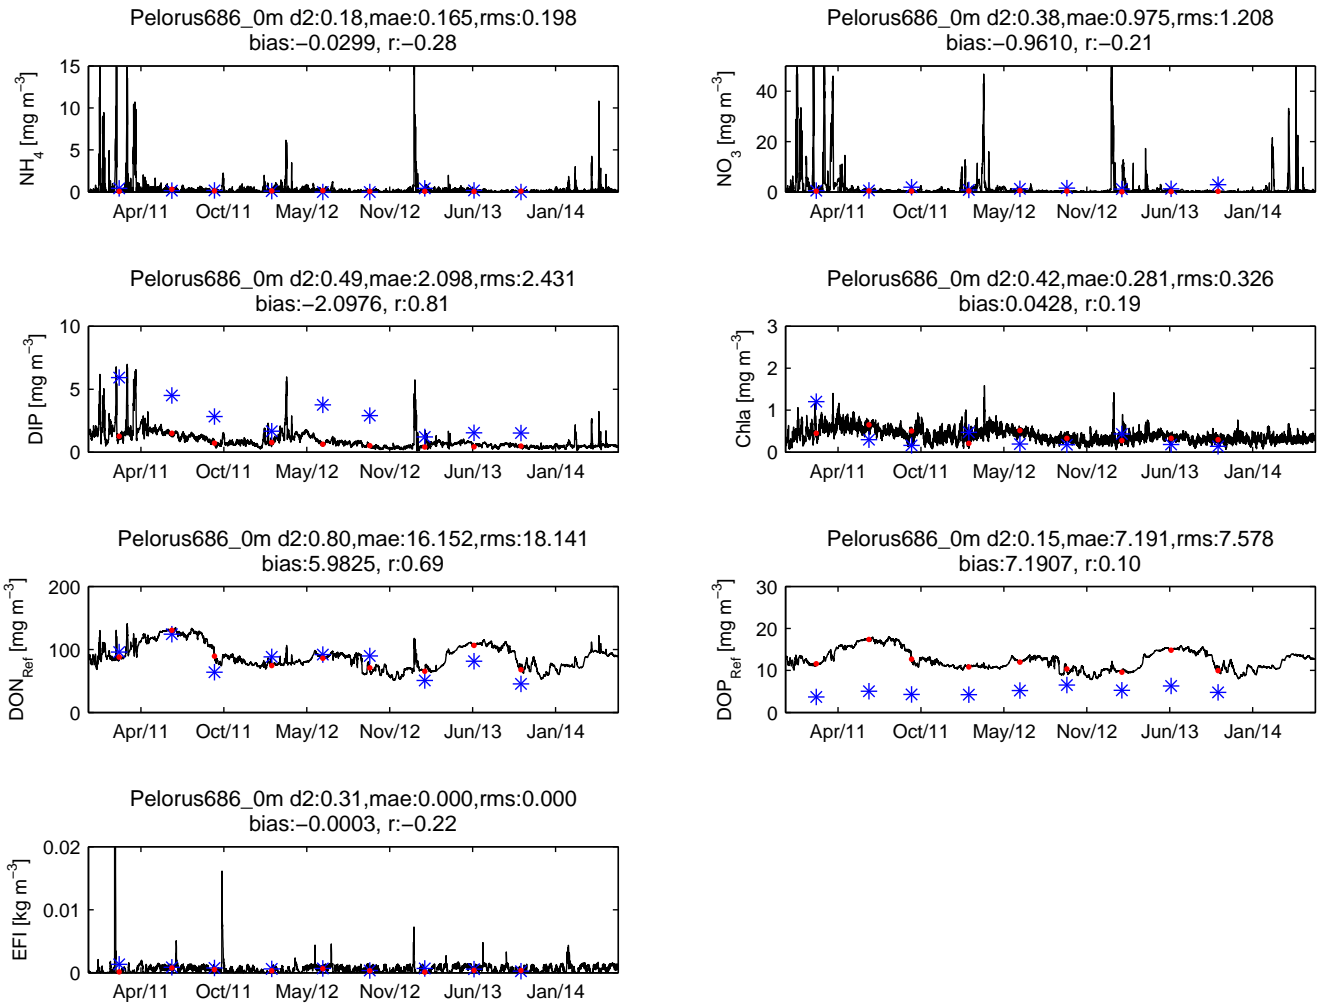 Pelorus686_0m d2:0.18,mae:0.165,rms:0.198
bias:−0.0299, r:−0.28
NH4 [mg m−3]
15
10
5
0
Apr/11 Oct/11 May/12 Nov/12 Jun/13 Jan/14
Pelorus686_0m d2:0.38,mae:0.975,rms:1.208
bias:−0.9610, r:−0.21
NO3 [mg m−3]
40
20
0
Apr/11 Oct/11 May/12 Nov/12 Jun/13 Jan/14
Pelorus686_0m d2:0.49,mae:2.098,rms:2.431
bias:−2.0976, r:0.81
DIP [mg m−3]
10
5
0
Apr/11 Oct/11 May/12 Nov/12 Jun/13 Jan/14
Pelorus686_0m d2:0.42,mae:0.281,rms:0.326
bias:0.0428, r:0.19
Chla [mg m−3]
3
2
1
0
Apr/11 Oct/11 May/12 Nov/12 Jun/13 Jan/14
Pelorus686_0m d2:0.80,mae:16.152,rms:18.141
bias:5.9825, r:0.69
DONRef [mg m−3]
200
100
0
Apr/11 Oct/11 May/12 Nov/12 Jun/13 Jan/14
Pelorus686_0m d2:0.15,mae:7.191,rms:7.578
bias:7.1907, r:0.10
DOPRef [mg m−3]
30
20
10
0
Apr/11 Oct/11 May/12 Nov/12 Jun/13 Jan/14
Pelorus686_0m d2:0.31,mae:0.000,rms:0.000
bias:−0.0003, r:−0.22
EFI [kg m−3]
0.02
0.01
0
Apr/11 Oct/11 May/12 Nov/12 Jun/13 Jan/14